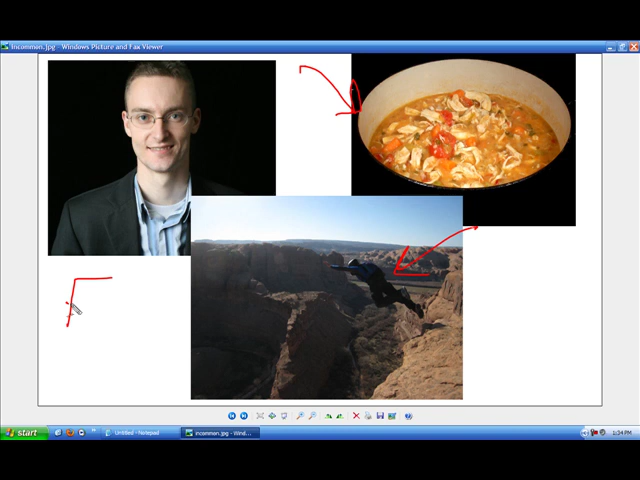 incommen.jpg - Windows Picture and Fax Viewer
start
Untitled - Notepad
incommen.jpg - Wind...
2:34 PM